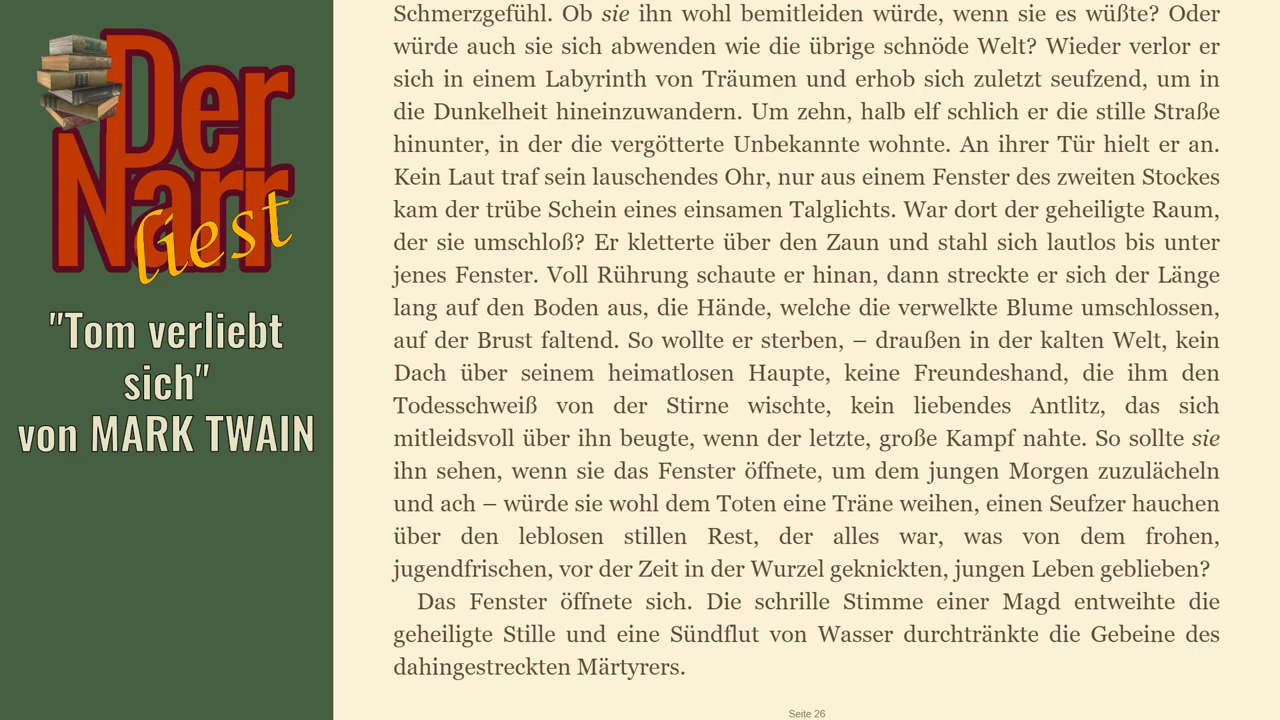 Der
Narr
liest
"Tom verliebt
sich"
von MARK TWAIN
Schmerzgefühl. Ob sie ihn wohl bemitleiden würde, wenn sie es wüßte? Oder
würde auch sie sich abwenden wie die übrige schnöde Welt? Wieder verlor er
sich in einem Labyrinth von Träumen und erhob sich zuletzt seufzend, um in
die Dunkelheit hineinzuwandern. Um zehn, halb elf schlich er die stille Straße
hinunter, in der die vergötterte Unbekannte wohnte. An ihrer Tür hielt er an.
Kein Laut traf sein lauschendes Ohr, nur aus einem Fenster des zweiten Stockes
kam der trübe Schein eines einsamen Talglichts. War dort der geheiligte Raum,
der sie umschloß? Er kletterte über den Zaun und stahl sich lautlos bis unter
jenes Fenster. Voll Rührung schaute er hinan, dann streckte er sich der Länge
lang auf den Boden aus, die Hände, welche die verwelkte Blume umschlossen,
auf der Brust faltend. So wollte er sterben, – draußen in der kalten Welt, kein
Dach über seinem heimatlosen Haupte, keine Freundeshand, die ihm den
Todesschweiß von der Stirne wischte, kein liebendes Antlitz, das sich
mitleidsvoll über ihn beugte, wenn der letzte, große Kampf nahte. So sollte sie
ihn sehen, wenn sie das Fenster öffnete, um dem jungen Morgen zuzulächeln
und ach – würde sie wohl dem Toten eine Träne weihen, einen Seufzer hauchen
über den leblosen stillen Rest, der alles war, was von dem frohen,
jugendfrischen, vor der Zeit in der Wurzel geknickten, jungen Leben geblieben?
Das Fenster öffnete sich. Die schrille Stimme einer Magd entweihte die
geheiligte Stille und eine Sündflut von Wasser durchtränkte die Gebeine des
dahingestreckten Märtyrers.
Seite 26